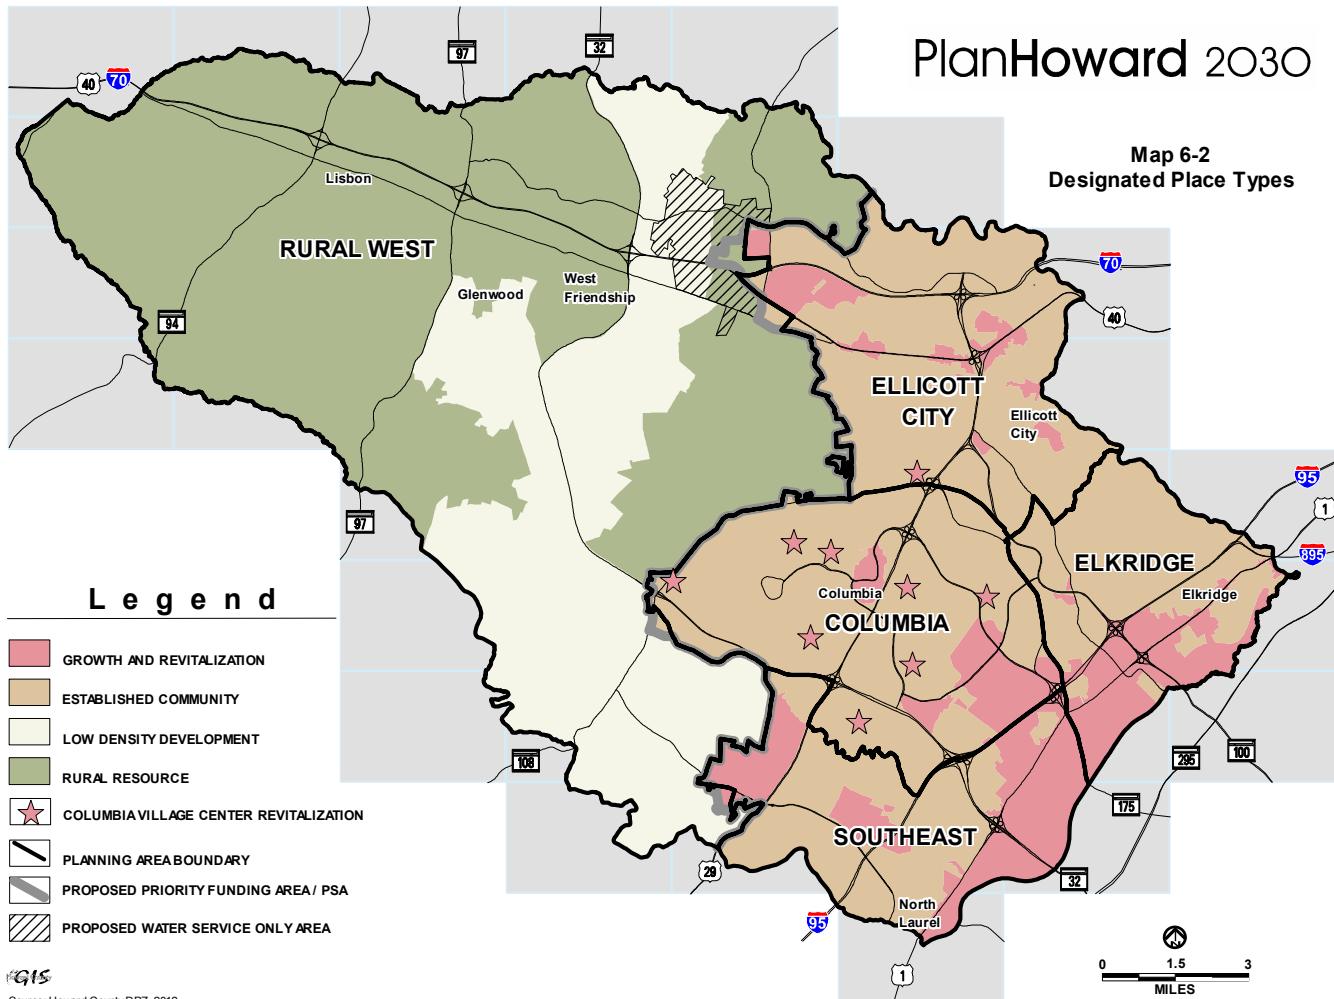 PlanHoward 2030
Map 6-2
Designated Place Types
97
32
40
70
Lisbon
RURAL WEST
West
Friendship
Glenwood
94
70
40
ELLICOTT
CITY
Ellicott
City
95
1
97
895
ELKRIDGE
Elkridge
Columbia
COLUMBIA
Legend
GROWTH AND REVITALIZATION
ESTABLISHED COMMUNITY
LOW DENSITY DEVELOPMENT
RURAL RESOURCE
COLUMBIA VILLAGE CENTER REVITALIZATION
PLANNING AREA BOUNDARY
PROPOSED PRIORITY FUNDING AREA / PSA
PROPOSED WATER SERVICE ONLY AREA
108
295
100
175
SOUTHEAST
29
32
North
Laurel
95
1
0 1.5 3
MILES
GIS